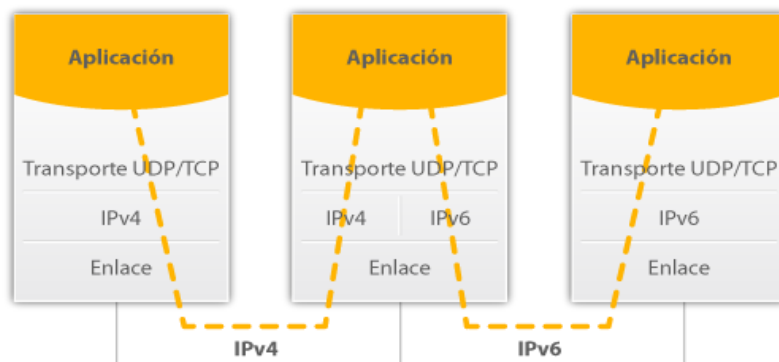 Aplicación Aplicación Aplicación
Transporte UDP/TCP Transporte UDP/TCP Transporte UDP/TCP
IPv4 IPv4 IPv6 IPv6
Enlace Enlace Enlace
IPv4 IPv6